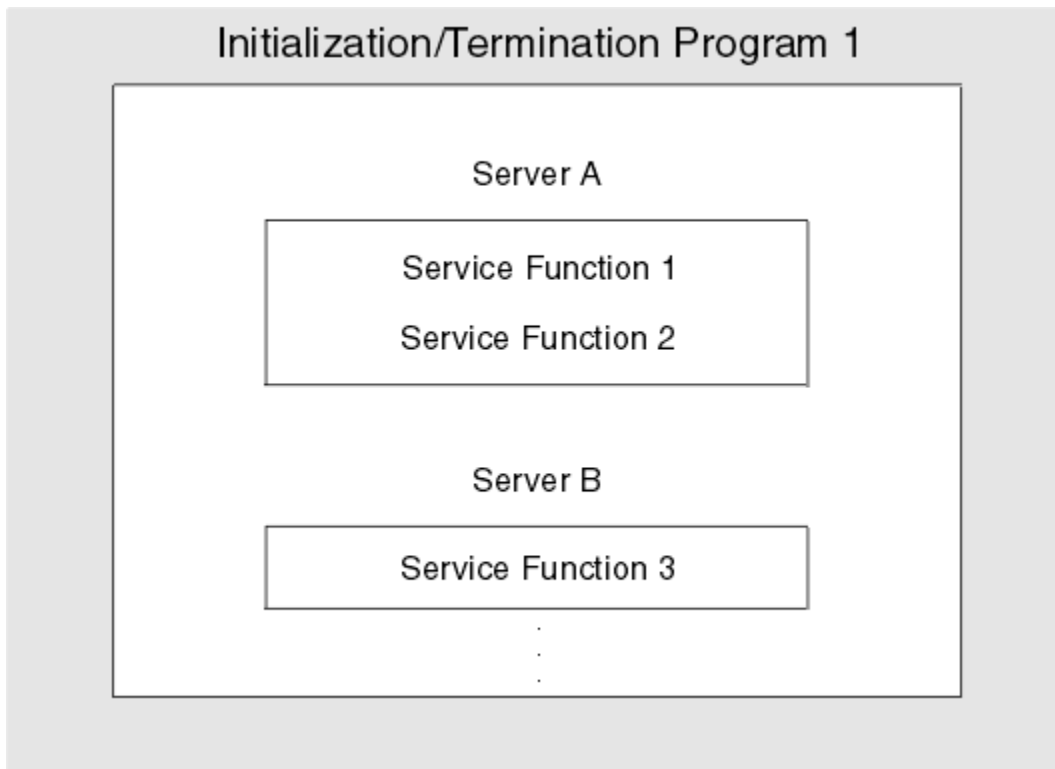 Initialization/Termination Program 1
Server A
Service Function 1
Service Function 2
Server B
Service Function 3
.
.
.